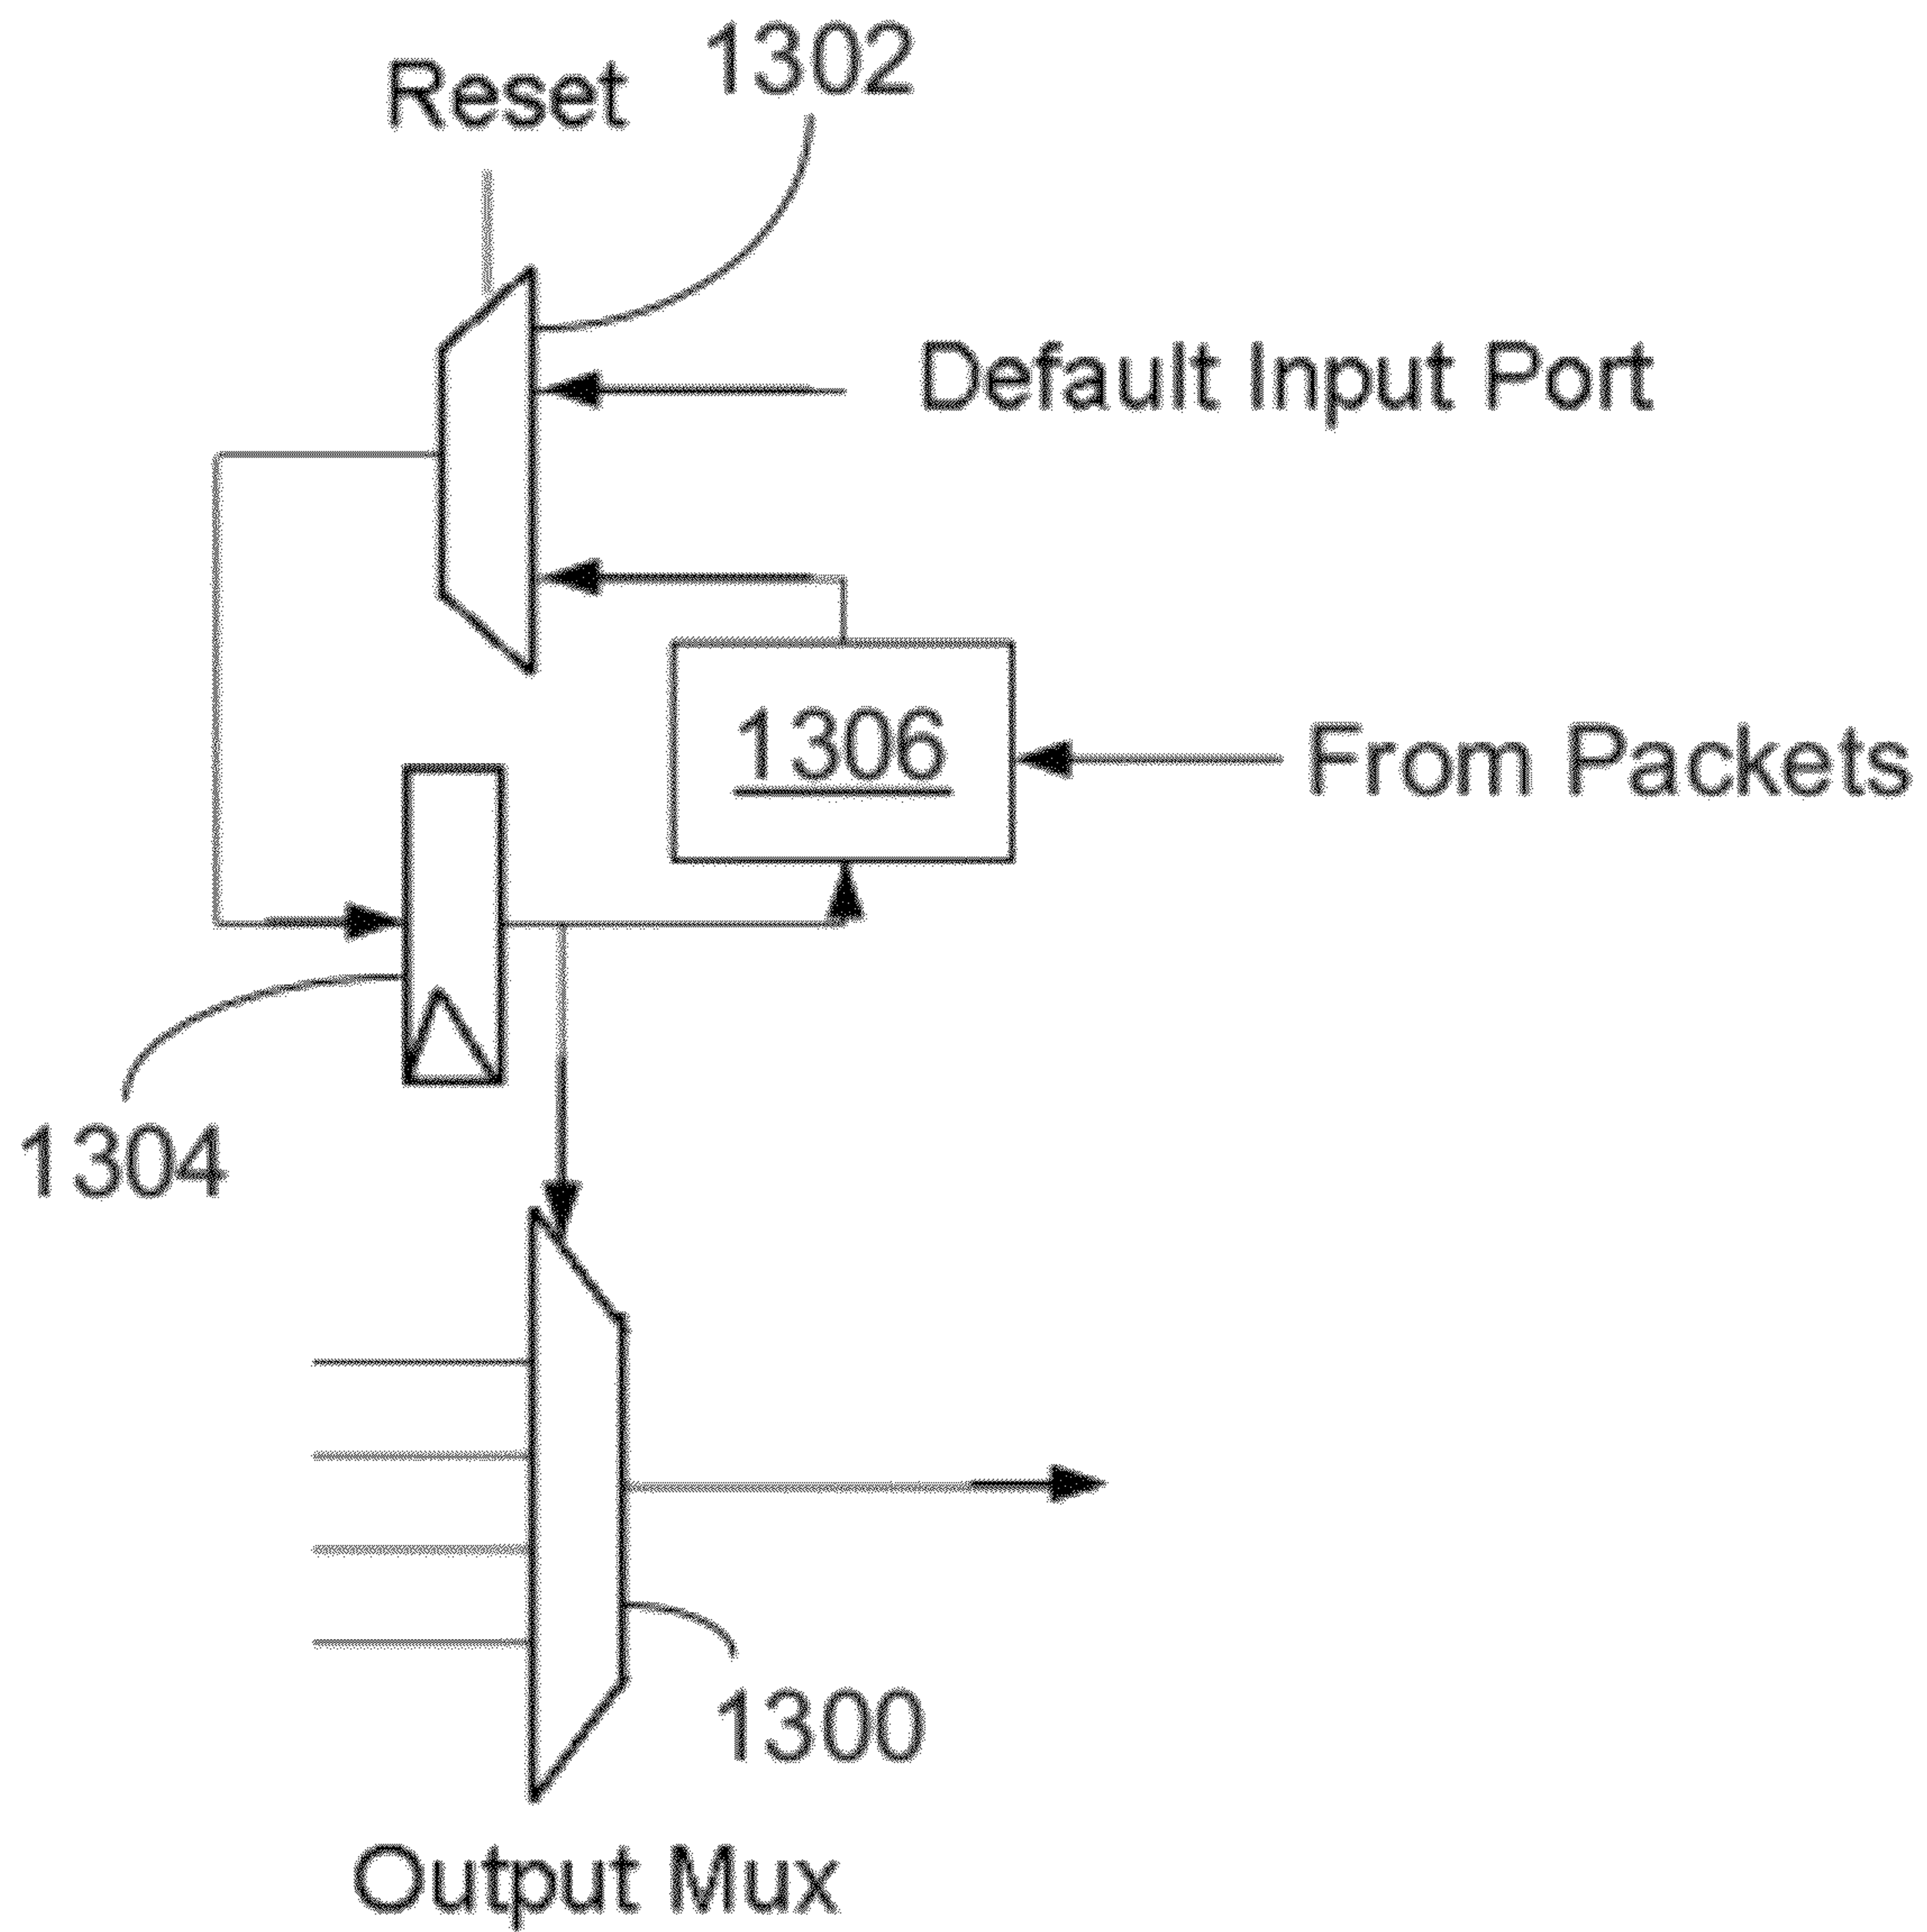 1302
Reset
Default Input Port
1306
From Packets
1304
1300
Output Mux